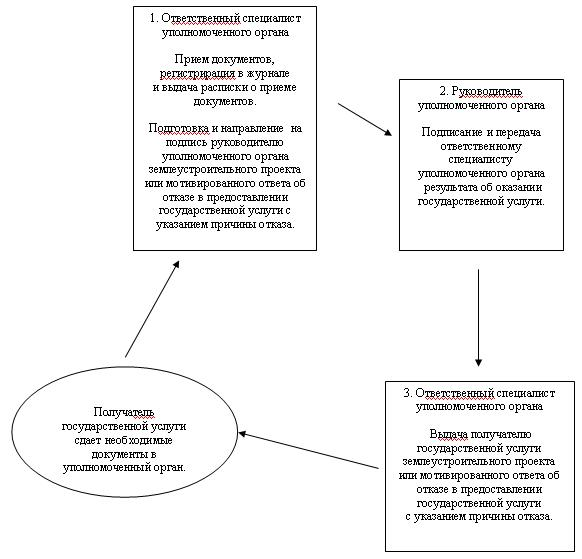 1. Ответственный специалист
уполномоченного органа
Прием документов,
регистрирация в журнале
и выдача расписки о приеме
документов.
Подготовка и направление на
подпись руководителю
уполномоченного органа
землеустроительного проекта
или мотивированного ответа об
отказе в предоставлении
государственной услуги с
указанием причины отказа.
2. Руководитель
уполномоченного органа
Подписание и передача
ответственному
специалисту
уполномоченного органа
результата об оказании
государственной услуги.
3. Ответственный специалист
уполномоченного органа
Выдача получателю
государственной услуги
землеустроительного проекта
или мотивированного ответа об
отказе в предоставлении
государственной услуги
с указанием причины отказа.
Получатель
государственной услуги
сдает необходимые
документы в
уполномоченный орган.